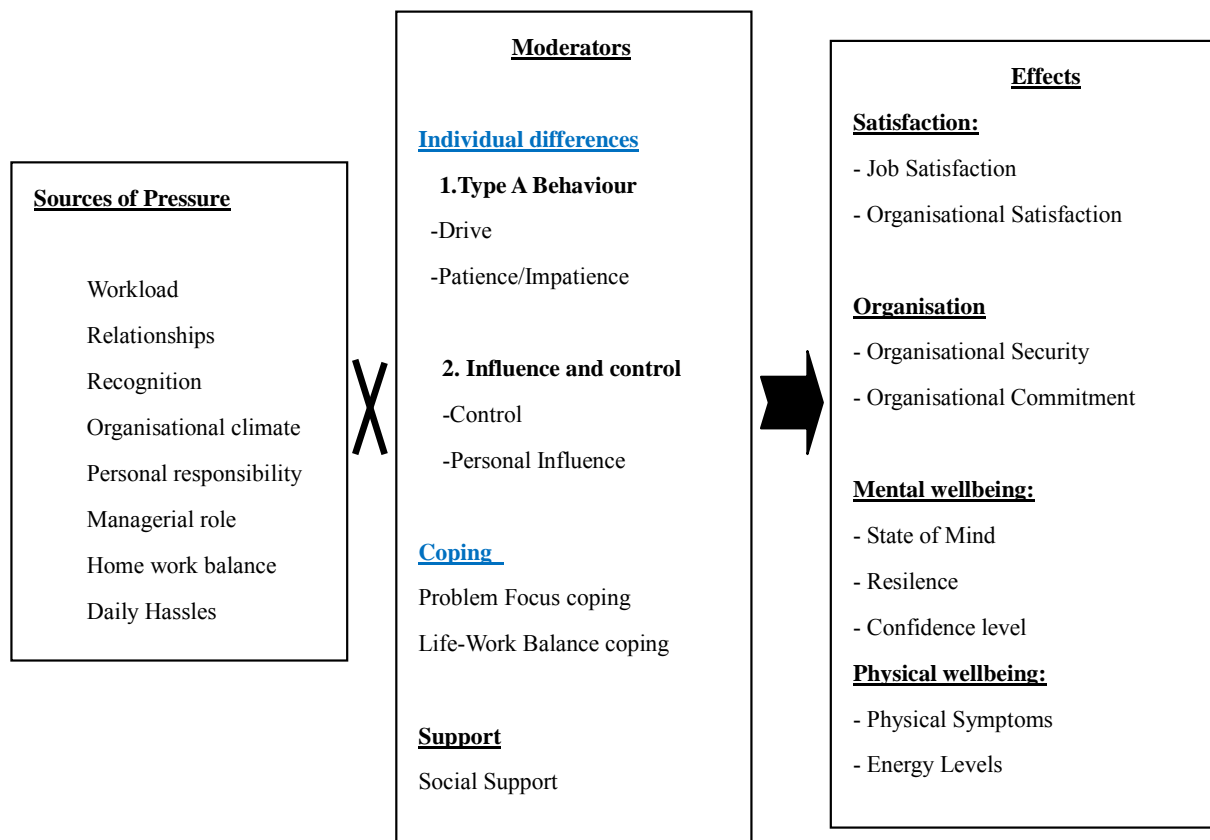 Sources of Pressure
Workload
Relationships
Recognition
Organisational climate
Personal responsibility
Managerial role
Home work balance
Daily Hassles
Moderators
Individual differences
1.Type A Behaviour
-Drive
-Patience/Impatience
2. Influence and control
-Control
-Personal Influence
Coping
Problem Focus coping
Life-Work Balance coping
Support
Social Support
Effects
Satisfaction:
- Job Satisfaction
- Organisational Satisfaction
Organisation
- Organisational Security
- Organisational Commitment
Mental wellbeing:
- State of Mind
- Resilence
- Confidence level
Physical wellbeing:
- Physical Symptoms
- Energy Levels